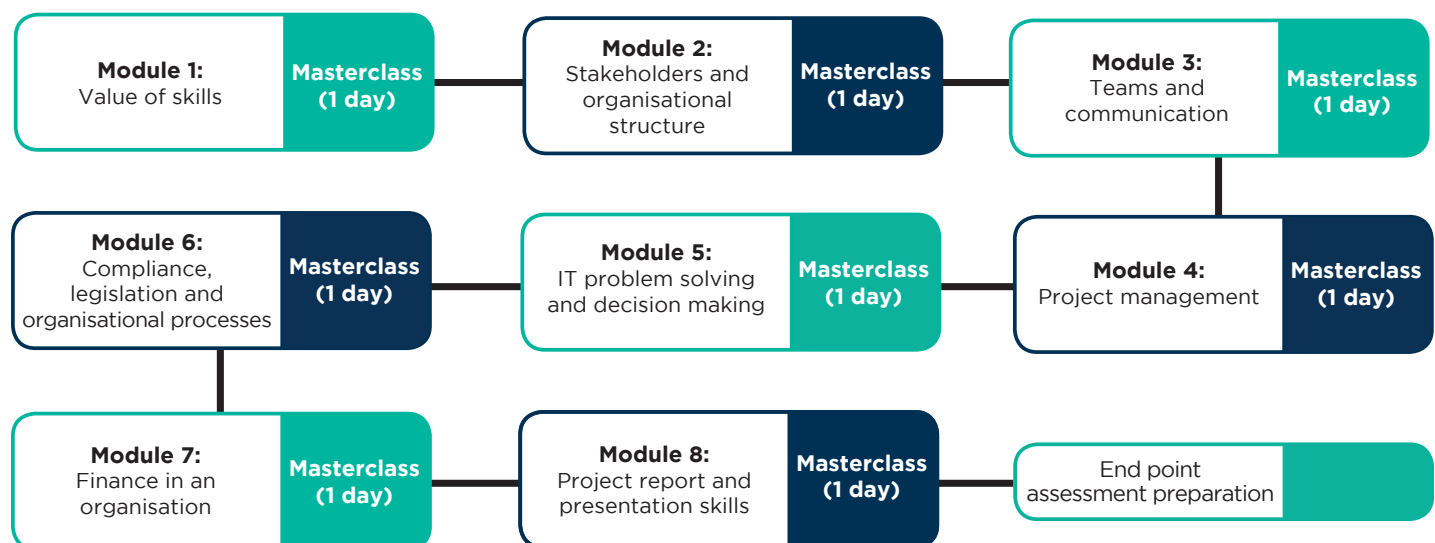 Module 1:
Value of skills
Masterclass
(1 day)
Module 2:
Stakeholders and
organisational
structure
Masterclass
(1 day)
Module 3:
Teams and
communication
Masterclass
(1 day)
Module 4:
Project management
Masterclass
(1 day)
Module 5:
IT problem solving
and decision making
Masterclass
(1 day)
Module 6:
Compliance,
legislation and
organisational processes
Masterclass
(1 day)
Module 7:
Finance in an
organisation
Masterclass
(1 day)
Module 8:
Project report and
presentation skills
Masterclass
(1 day)
End point
assessment preparation